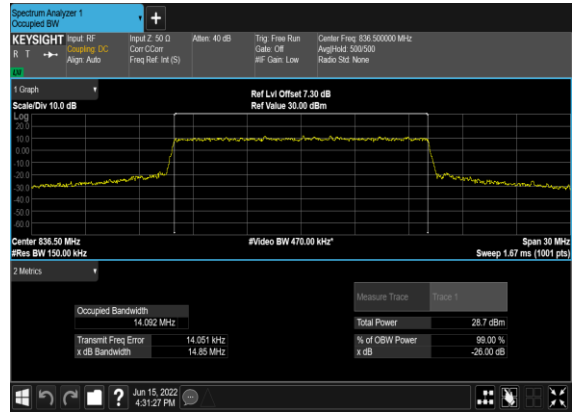 Spectrum Analyzer 1
Occupied BW
+
KEYSIGHT Input: RF Input Z: 50 Ω Atten: 40 dB Trig: Free Run Center Freq: 836.500000 MHz
R T Coupling: DC Corr CCorr Gate: Off Avg|Hold: 500/500
Align: Auto Freq Ref: Int (S) #IF Gain: Low Radio Std: None
LW
1 Graph
Ref Lvl Offset 7.30 dB
Scale/Div 10.0 dB Ref Value 30.00 dBm
Log
20.0
10.0
0.00
-10.0
-20.0
-30.0
-40.0
-50.0
-60.0
Center 836.50 MHz #Video BW 470.00 kHz* Span 30 MHz
#Res BW 150.00 kHz Sweep 1.67 ms (1001 pts)
2 Metrics
Measure Trace Trace 1
Occupied Bandwidth
14.092 MHz Total Power 28.7 dBm
Transmit Freq Error 14.051 kHz % of OBW Power 99.00 %
x dB Bandwidth 14.85 MHz x dB -26.00 dB
? Jun 15, 2022
4:31:27 PM